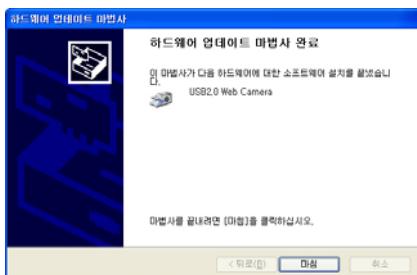 하드웨어 업데이트 마법사
하드웨어 업데이트 마법사 완료
이 마법사가 다음 하드웨어에 대한 소프트웨어 설치를 끝냈습니
다.
USB2.0 Web Camera
마법사를 끝내려면 [마침]을 클릭하십시오.
< 뒤로(B) 마침 취소